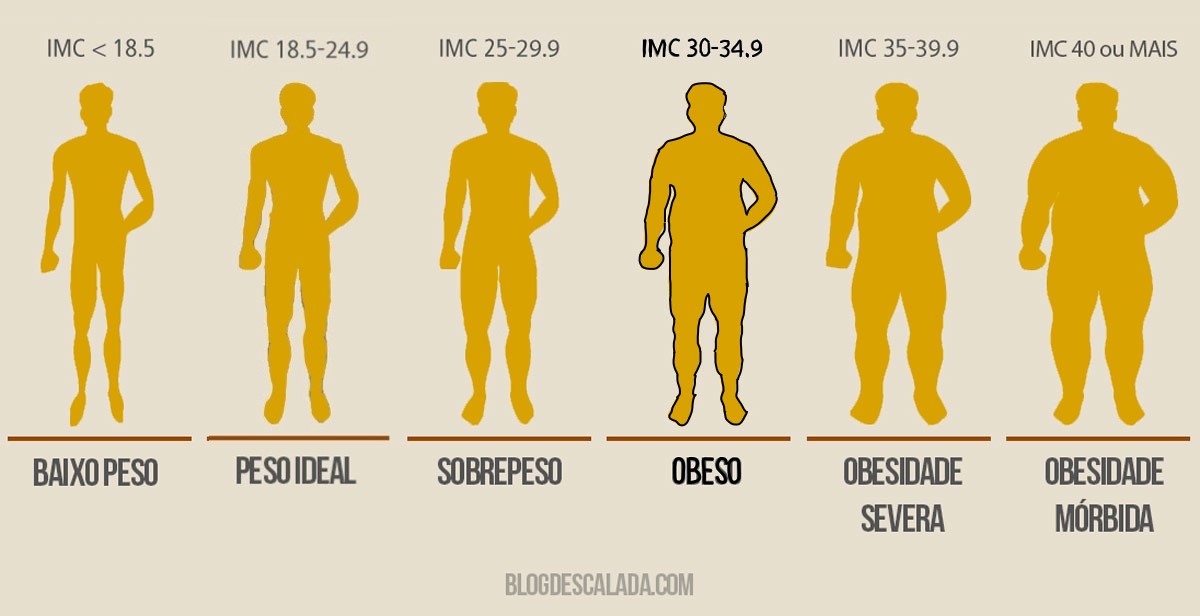 IMC < 18.5
IMC 18.5-24.9
IMC 25-29.9
IMC 30-34.9
IMC 35-39.9
IMC 40 ou MAIS
BAIXO PESO
PESO IDEAL
SOBREPESO
OBESO
OBESIDADE
SEVERA
OBESIDADE
MÓRBIDA
BLOGDESCALADA.COM